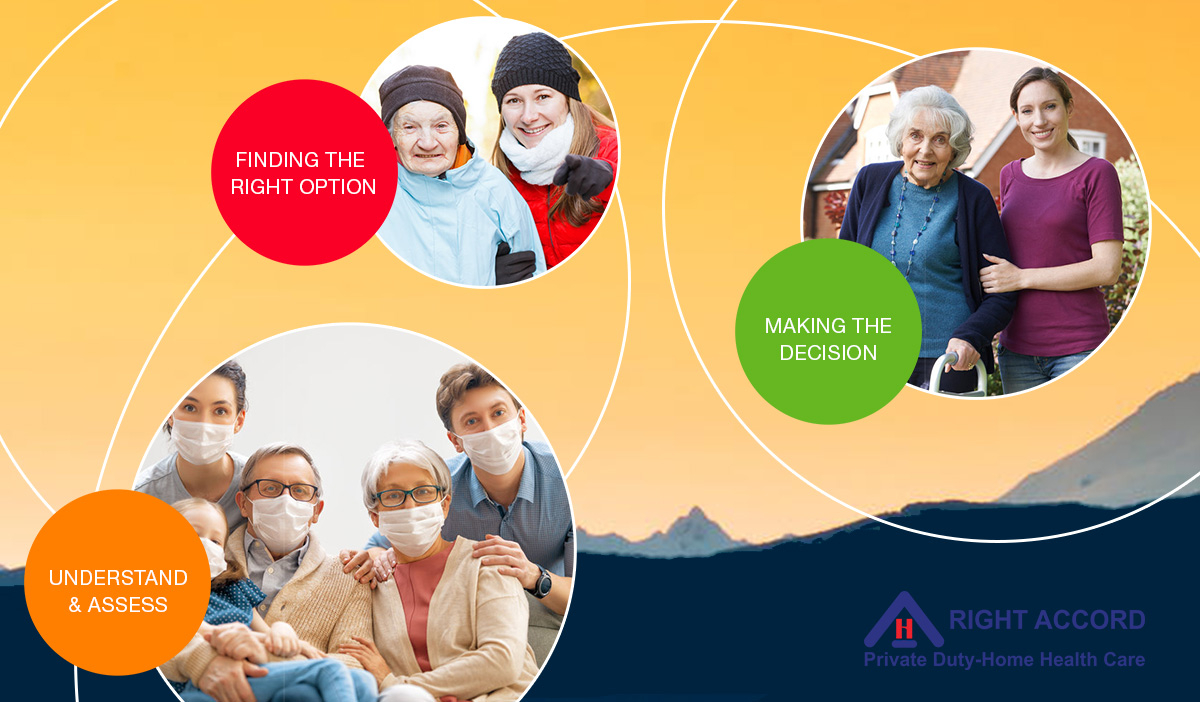 FINDING THE
RIGHT OPTION
MAKING THE
DECISION
UNDERSTAND
& ASSESS
H
RIGHT ACCORD
Private Duty-Home Health Care